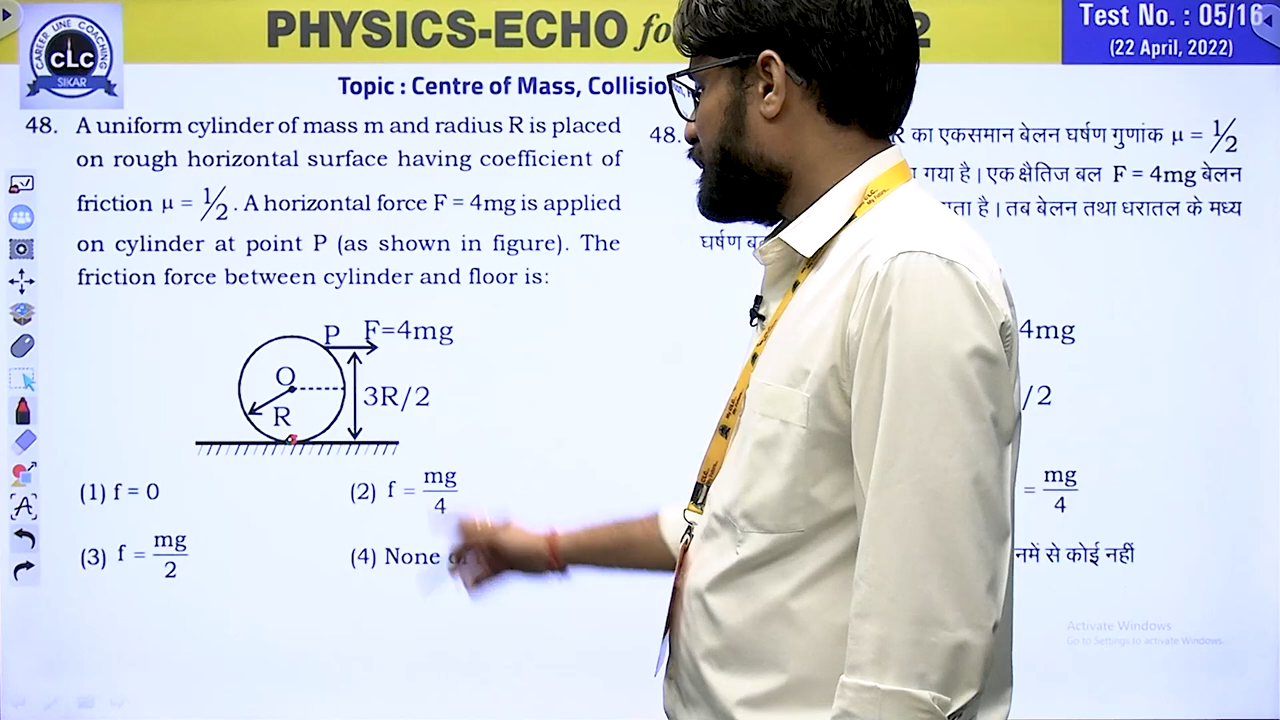 PHYSICS-ECHO
Test No. : 05/16
(22 April, 2022)
CAREER LINE COACHING
CLC
SIKAR
Topic : Centre of Mass, Collision
48. A uniform cylinder of mass m and radius R is placed
on rough horizontal surface having coefficient of
friction μ = 1/2. A horizontal force F = 4mg is applied
on cylinder at point P (as shown in figure). The
friction force between cylinder and floor is:
P F=4mg
O
R
3R/2
(1) f = 0
(2) f = mg/4
(3) f = mg/2
(4) None
48.
R का एकसमान बेलन घर्षण गुणांक μ = 1/2
गया है। एक क्षैतिज बल F = 4mg बेलन
है। तब बेलन तथा धरातल के मध्य
घर्षण
4mg
/2
= mg/4
से कोई नहीं
Activate Windows
Go to Settings to activate Windows.